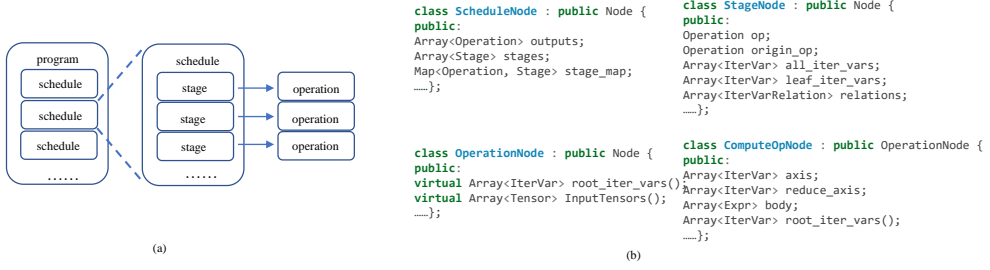 program
schedule
schedule
schedule
......
schedule
stage
stage
stage
......
operation
operation
operation
(a)
class ScheduleNode : public Node {
public:
Array<Operation> outputs;
Array<Stage> stages;
Map<Operation, Stage> stage_map;
……};
class StageNode : public Node {
public:
Operation op;
Operation origin_op;
Array<IterVar> all_iter_vars;
Array<IterVar> leaf_iter_vars;
Array<IterVarRelation> relations;
……};
class OperationNode : public Node {
public:
virtual Array<IterVar> root_iter_vars();
virtual Array<Tensor> InputTensors();
……};
class ComputeOpNode : public OperationNode {
public:
Array<IterVar> axis;
Array<IterVar> reduce_axis;
Array<Expr> body;
Array<IterVar> root_iter_vars();
……};
(b)